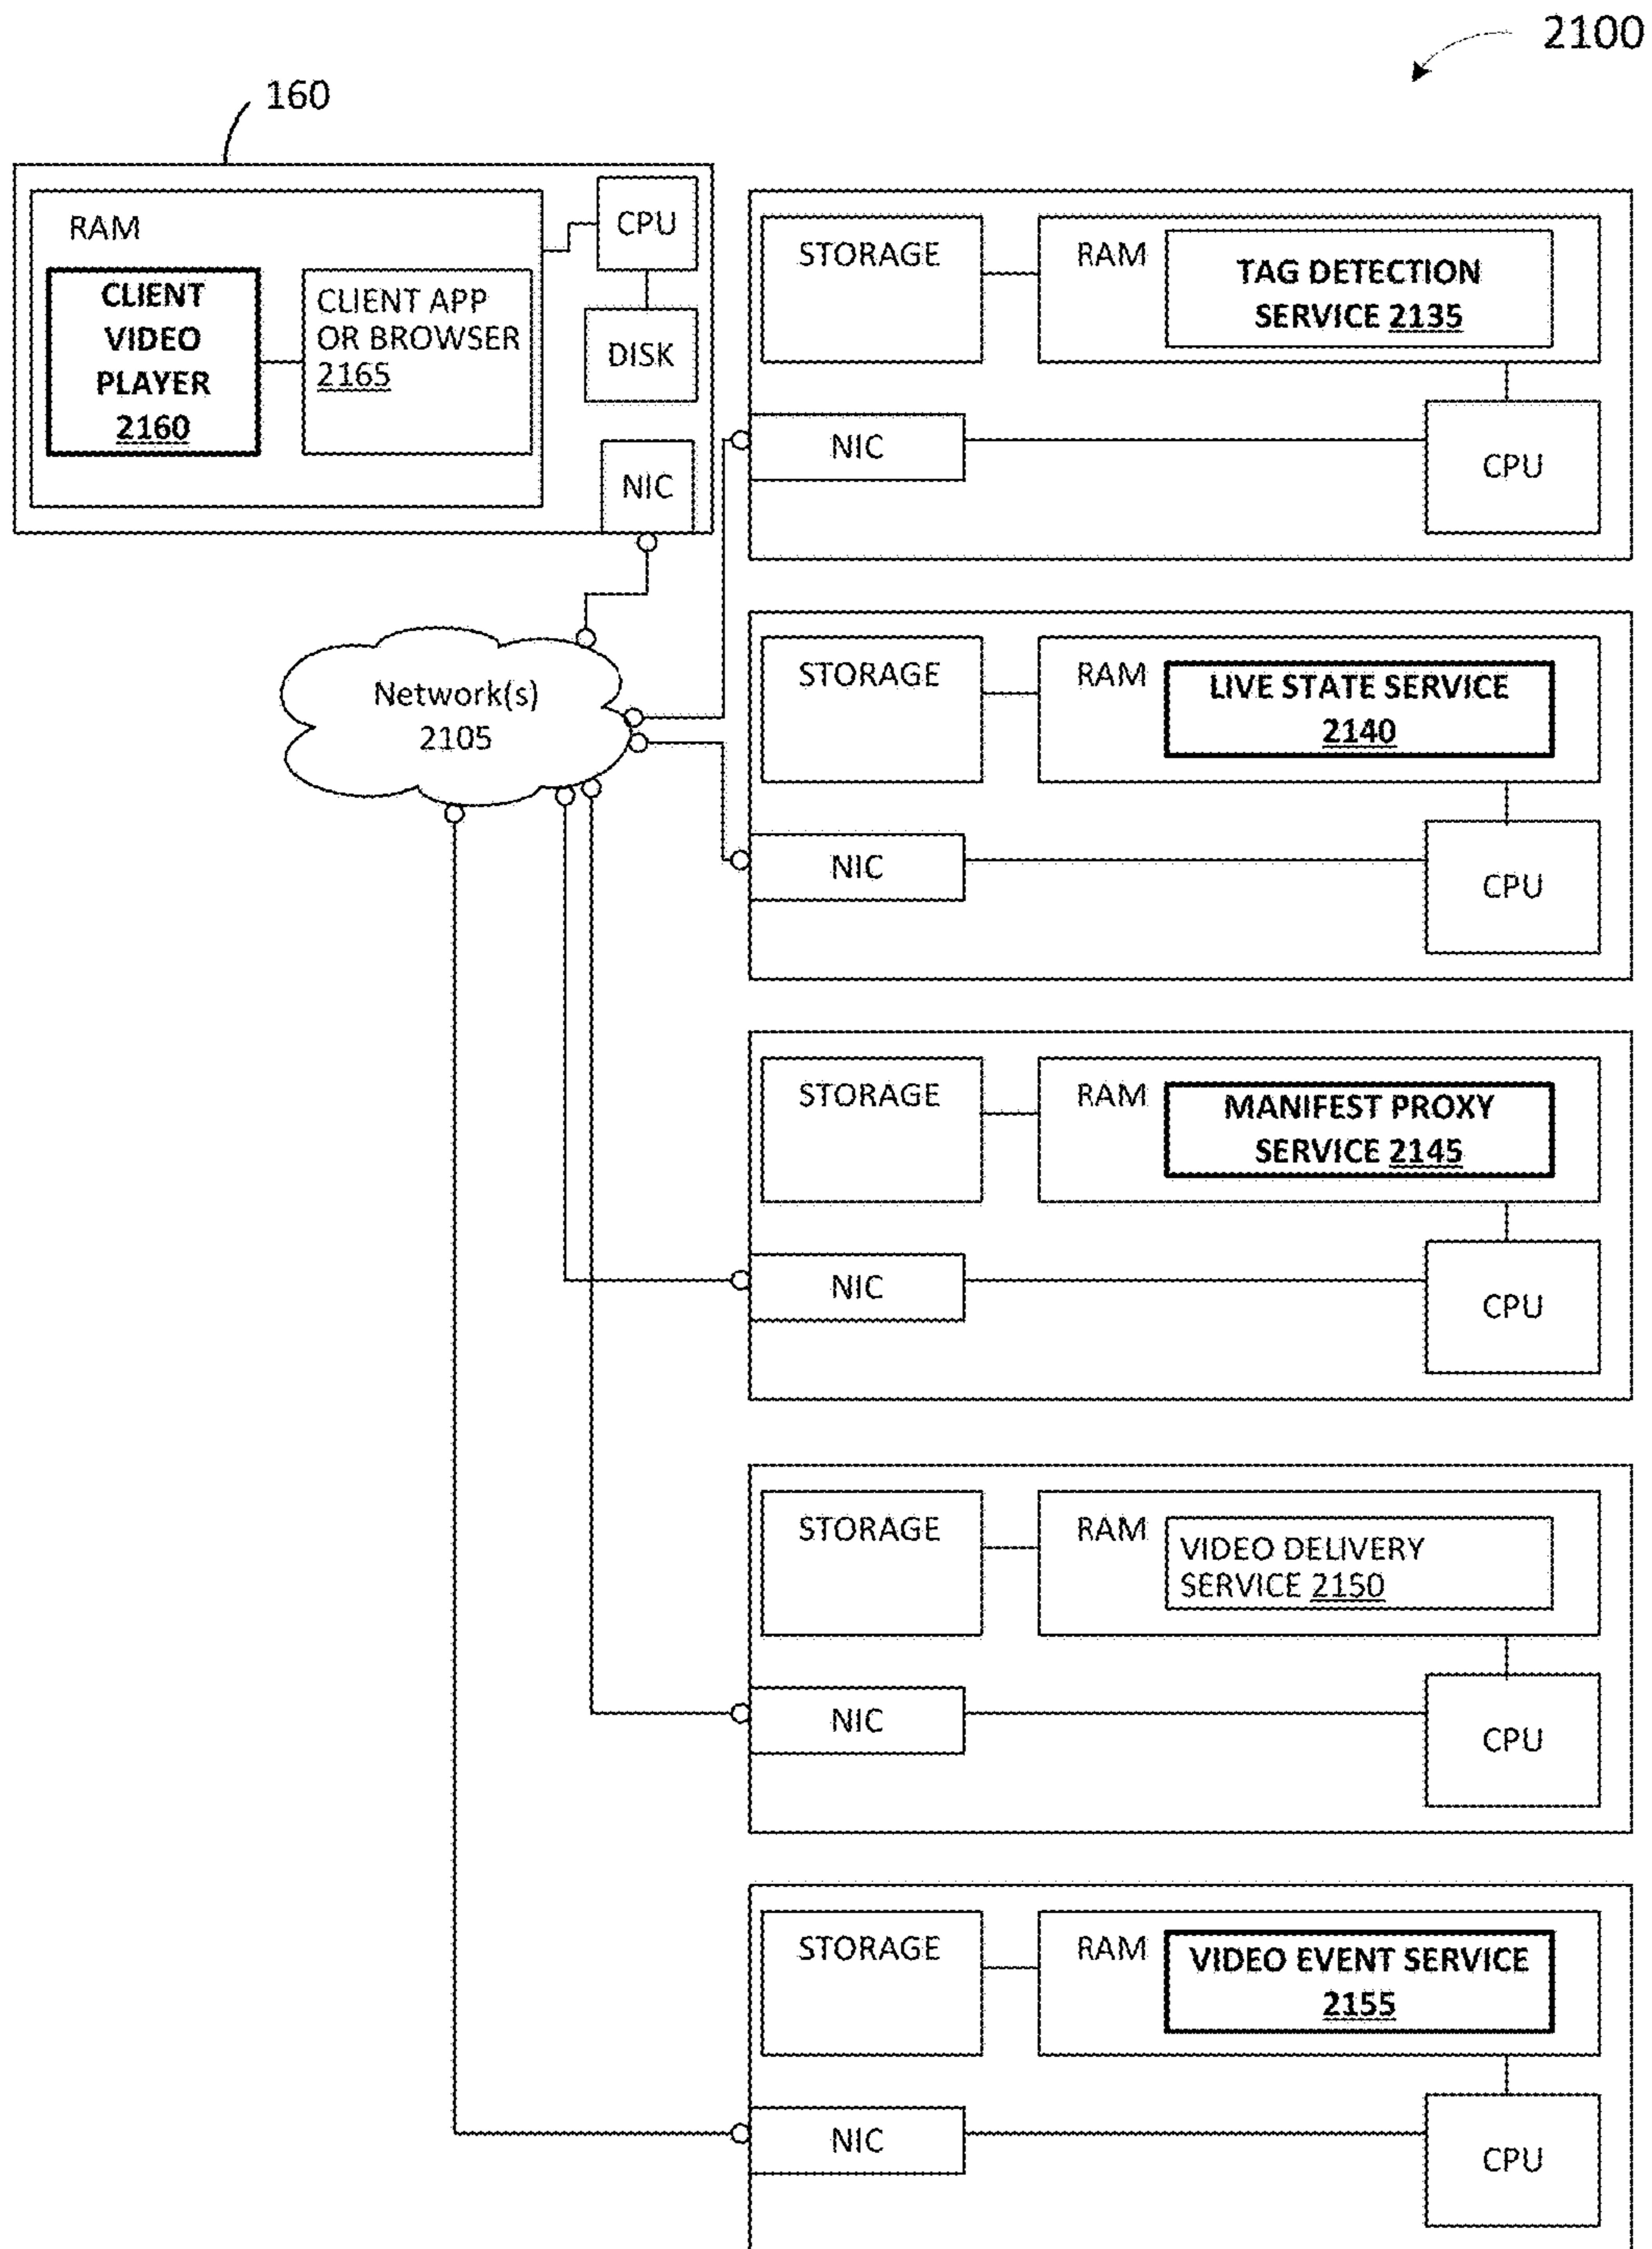 2100
160
RAM
CPU
CLIENT
VIDEO
PLAYER
2160
CLIENT APP
OR BROWSER
2165
DISK
NIC
STORAGE
RAM
TAG DETECTION
SERVICE 2135
NIC
CPU
Network(s)
2105
STORAGE
RAM
LIVE STATE SERVICE
2140
NIC
CPU
STORAGE
RAM
MANIFEST PROXY
SERVICE 2145
NIC
CPU
STORAGE
RAM
VIDEO DELIVERY
SERVICE 2150
NIC
CPU
STORAGE
RAM
VIDEO EVENT SERVICE
2155
NIC
CPU